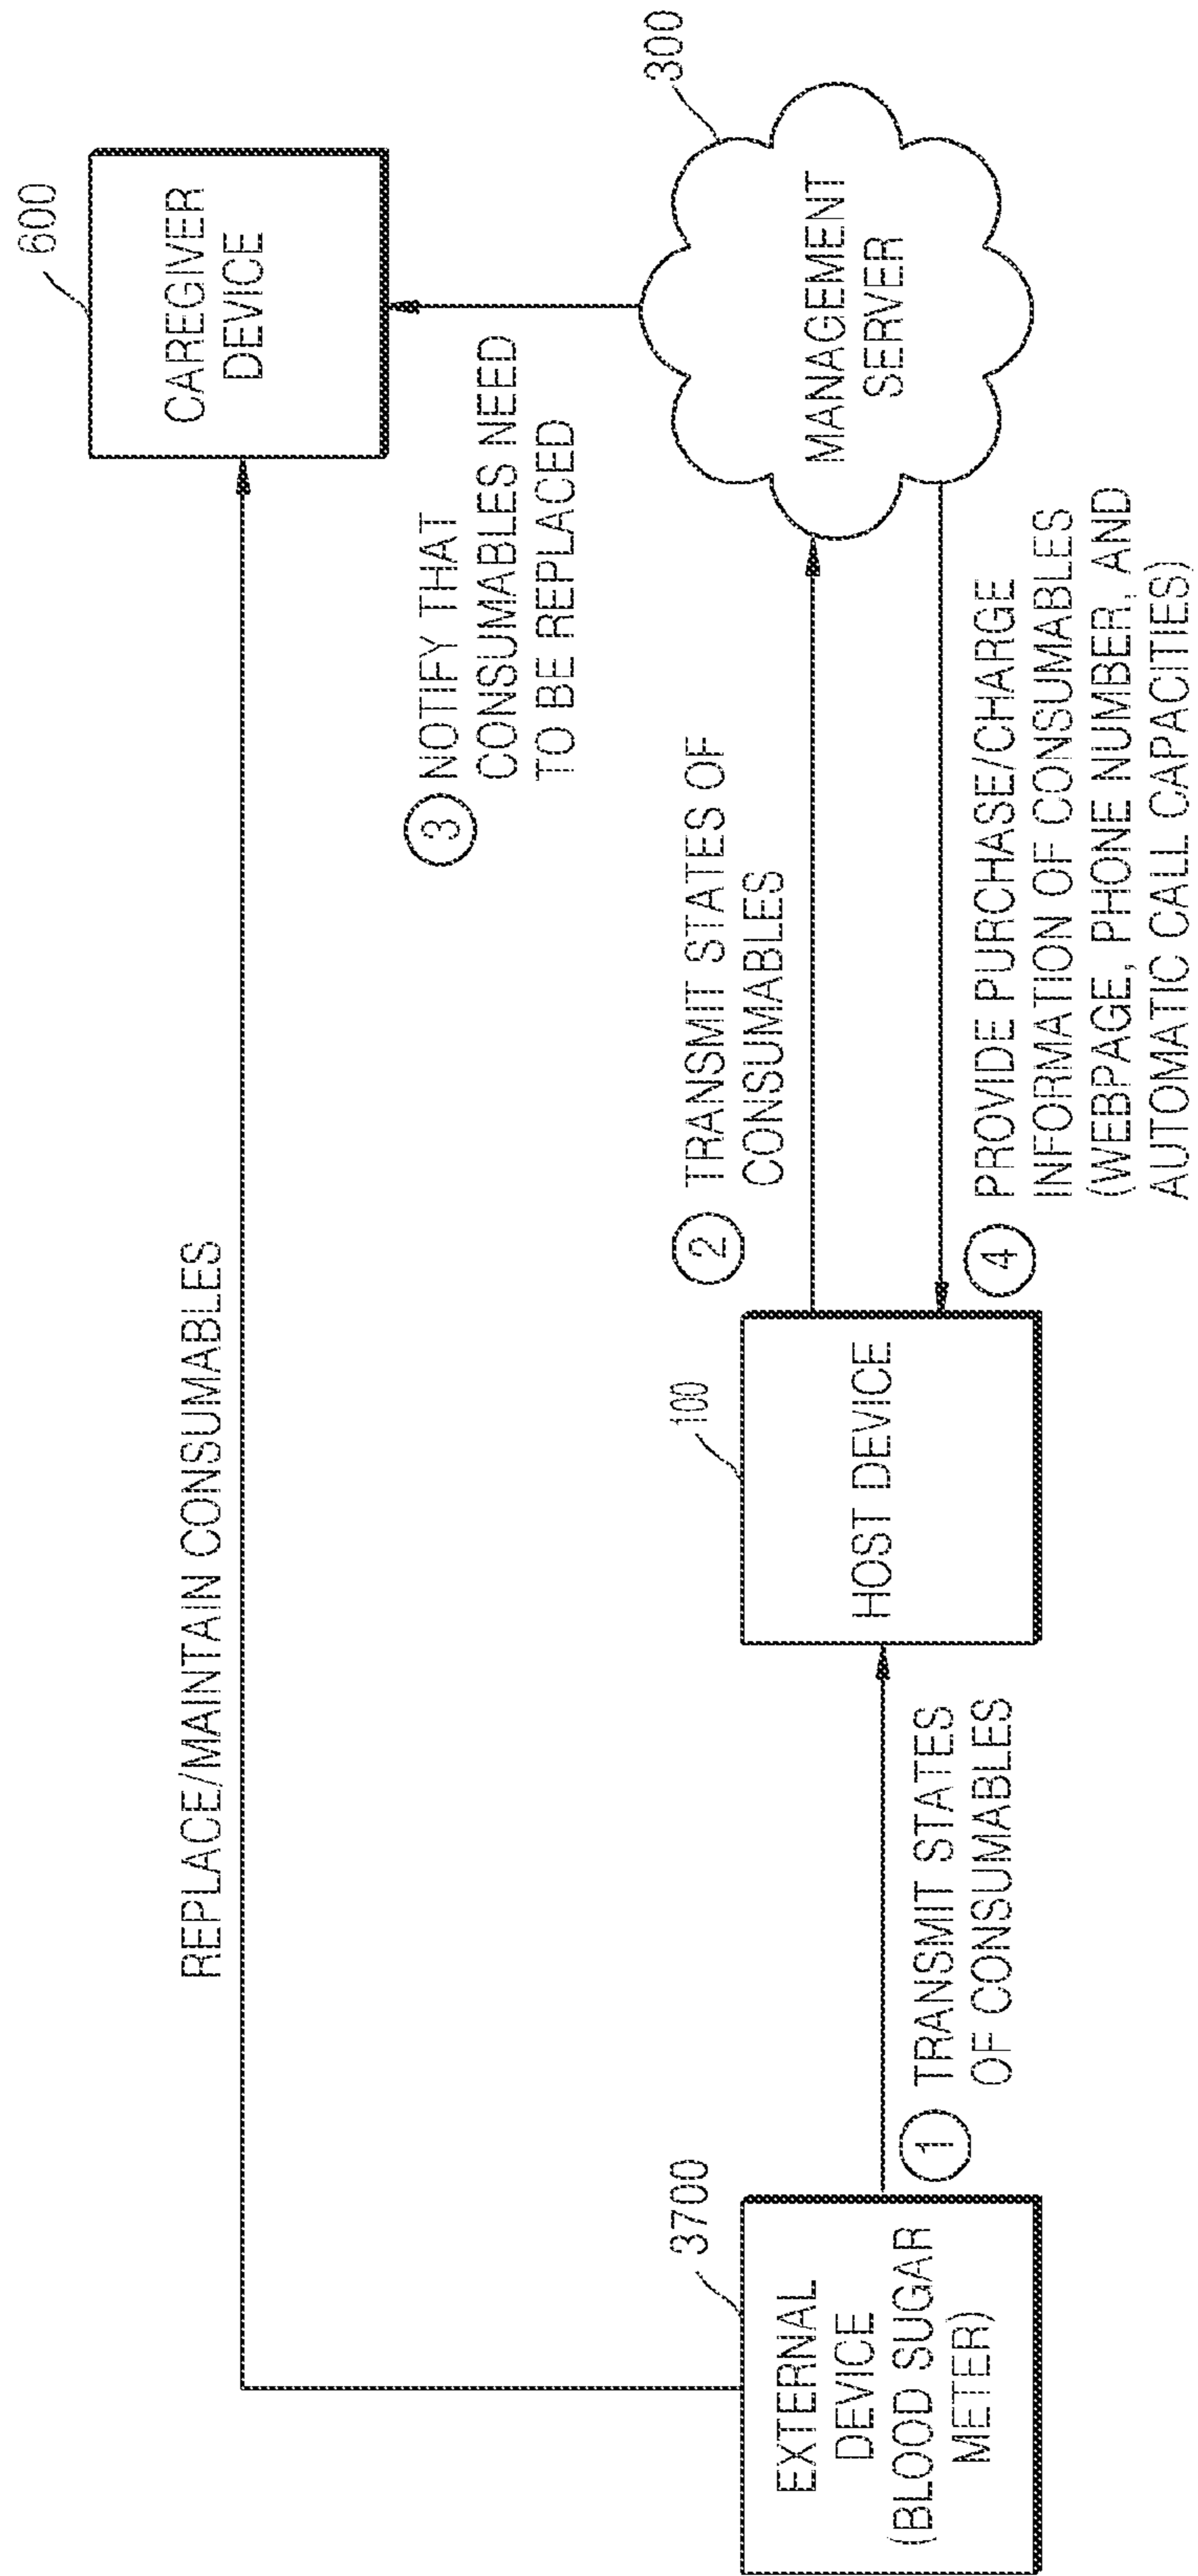 600
CAREGIVER
DEVICE
REPLACE/MAINTAIN CONSUMABLES
3 NOTIFY THAT
CONSUMABLES NEED
TO BE REPLACED
300
MANAGEMENT
SERVER
3700
EXTERNAL
DEVICE
(BLOOD SUGAR
METER)
1 TRANSMIT STATES
OF CONSUMABLES
100
HOST DEVICE
2 TRANSMIT STATES OF
CONSUMABLES
4 PROVIDE PURCHASE/CHARGE
INFORMATION OF CONSUMABLES
(WEBPAGE, PHONE NUMBER, AND
AUTOMATIC CALL CAPACITIES)